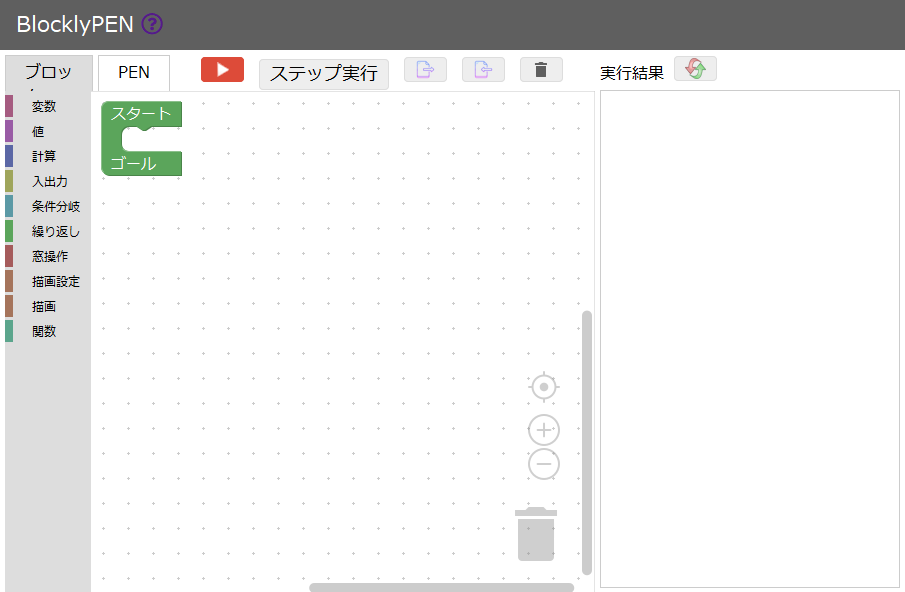 BlocklyPEN ?
ブロッ
PEN
ステップ実行
実行結果
変数
値
計算
入出力
条件分岐
繰り返し
窓操作
描画設定
描画
関数
スタート
ゴール